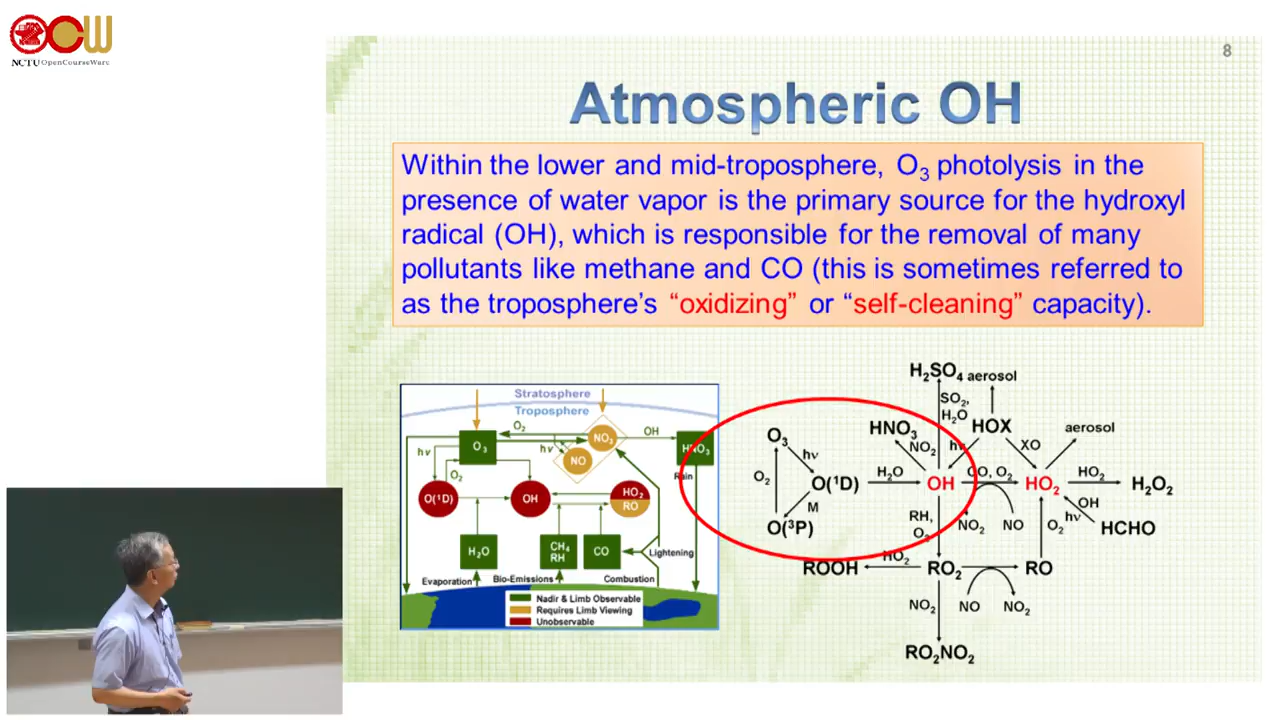 NCTU OpenCourseWare
8
Atmospheric OH
Within the lower and mid-troposphere, O₃ photolysis in the
presence of water vapor is the primary source for the hydroxyl
radical (OH), which is responsible for the removal of many
pollutants like methane and CO (this is sometimes referred to
as the troposphere's “oxidizing” or “self-cleaning” capacity).
Stratosphere
Troposphere
O₂
OH
NO₂
O₃
hν
NO
HNO₃
hν
O₂
Rain
O(¹D)
OH
HO₂
RO
H₂O
CH₄
RH
CO
Lightening
Evaporation
Bio-Emissions
Combustion
Nadir & Limb Observable
Requires Limb Viewing
Unobservable
H₂SO₄ aerosol
SO₂,
H₂O
HNO₃
HOX
aerosol
O₃
NO₂
hν
XO
hν
O₂
O(¹D)
H₂O
OH
CO, O₂
HO₂
HO₂
H₂O₂
M
O(³P)
RH,
O₂
NO₂
NO
O₂
hν
OH
HCHO
HO₂
ROOH
RO₂
RO
NO₂
NO
NO₂
RO₂NO₂